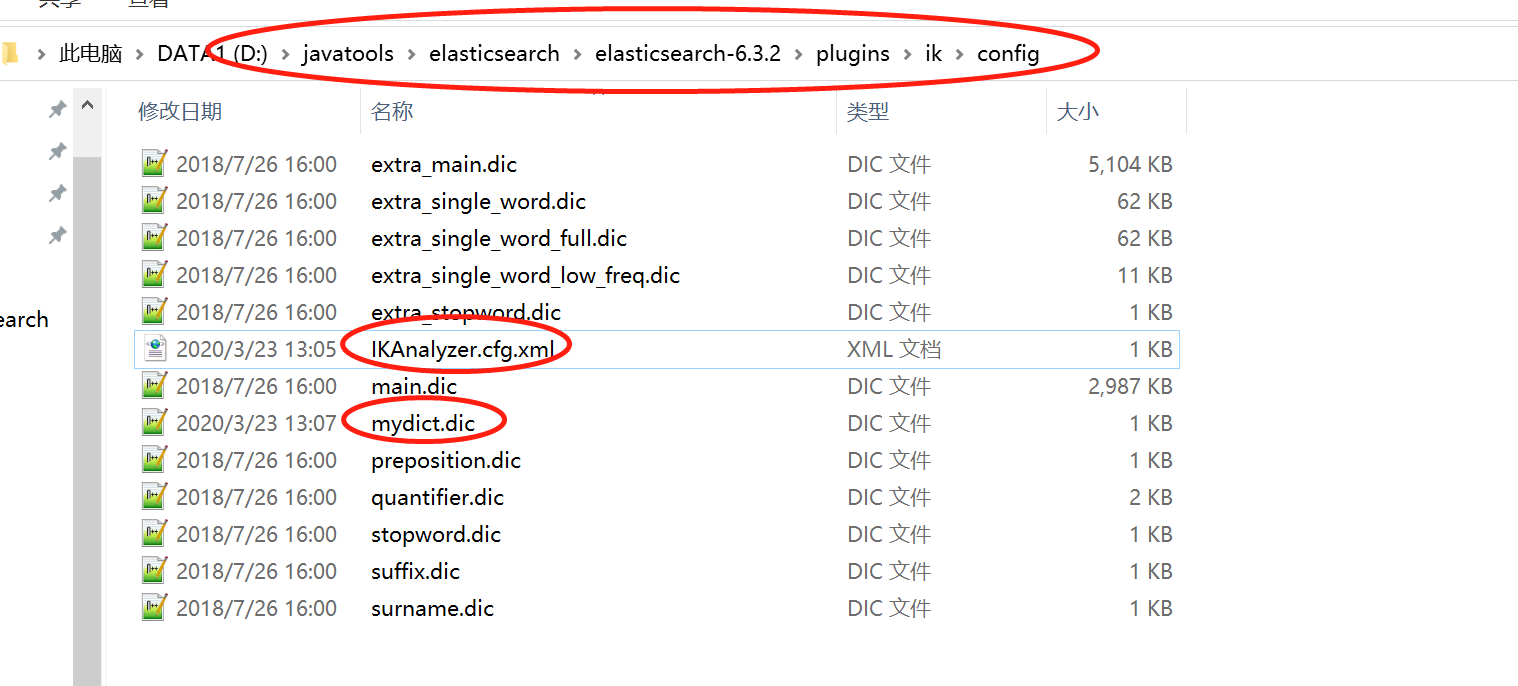 共享 查看
此电脑 > DATA1 (D:) > javatools > elasticsearch > elasticsearch-6.3.2 > plugins > ik > config
修改日期 名称 类型 大小
2018/7/26 16:00 extra_main.dic DIC 文件 5,104 KB
2018/7/26 16:00 extra_single_word.dic DIC 文件 62 KB
2018/7/26 16:00 extra_single_word_full.dic DIC 文件 62 KB
2018/7/26 16:00 extra_single_word_low_freq.dic DIC 文件 11 KB
2018/7/26 16:00 extra_stopword.dic DIC 文件 1 KB
earch
2020/3/23 13:05 IKAnalyzer.cfg.xml XML 文档 1 KB
2018/7/26 16:00 main.dic DIC 文件 2,987 KB
2020/3/23 13:07 mydict.dic DIC 文件 1 KB
2018/7/26 16:00 preposition.dic DIC 文件 1 KB
2018/7/26 16:00 quantifier.dic DIC 文件 2 KB
2018/7/26 16:00 stopword.dic DIC 文件 1 KB
2018/7/26 16:00 suffix.dic DIC 文件 1 KB
2018/7/26 16:00 surname.dic DIC 文件 1 KB